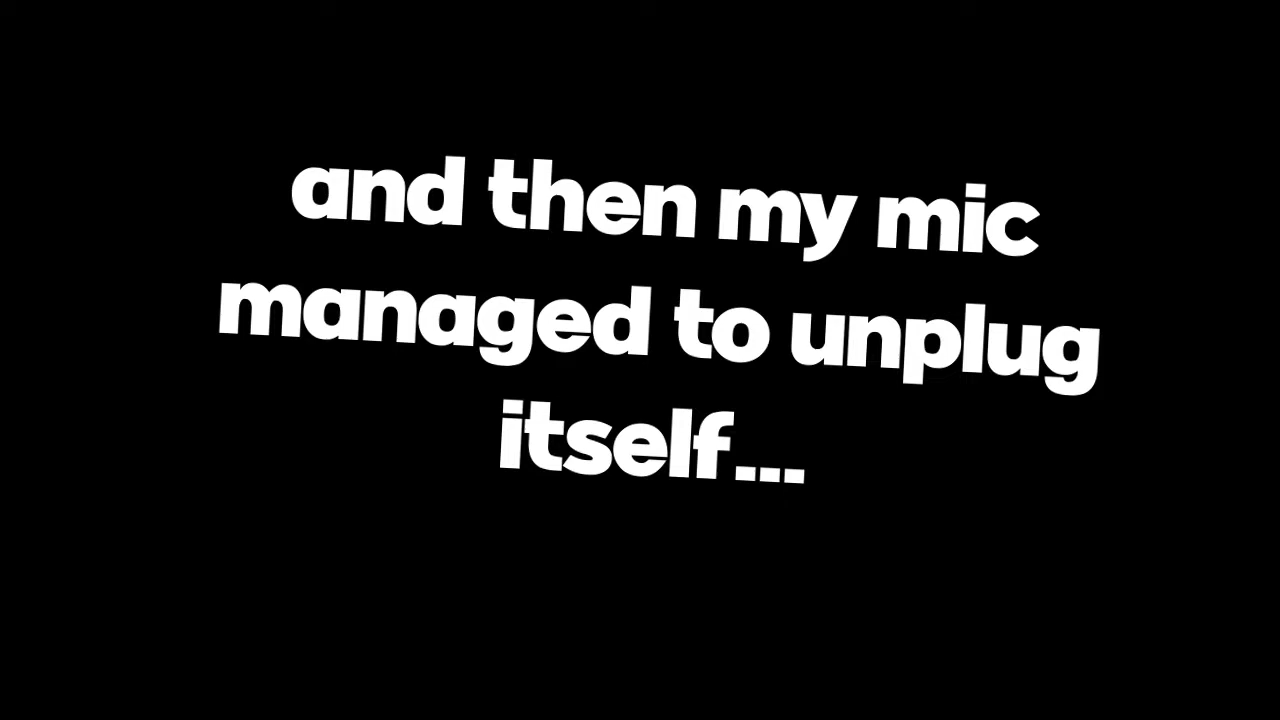 and then my mic
managed to unplug
itself...